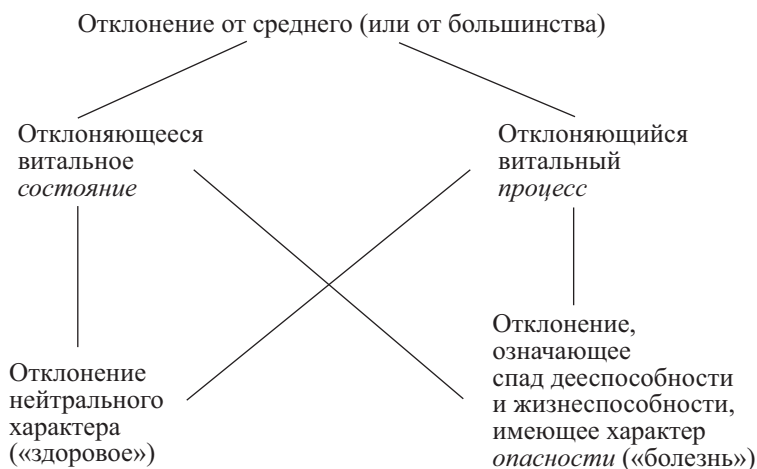 Отклонение от среднего (или от большинства)
Отклоняющееся
витальное
состояние
Отклоняющийся
витальный
процесс
Отклонение
нейтрального
характера
(«здоровое»)
Отклонение,
означающее
спад дееспособности
и жизнеспособности,
имеющее характер
опасности («болезнь»)